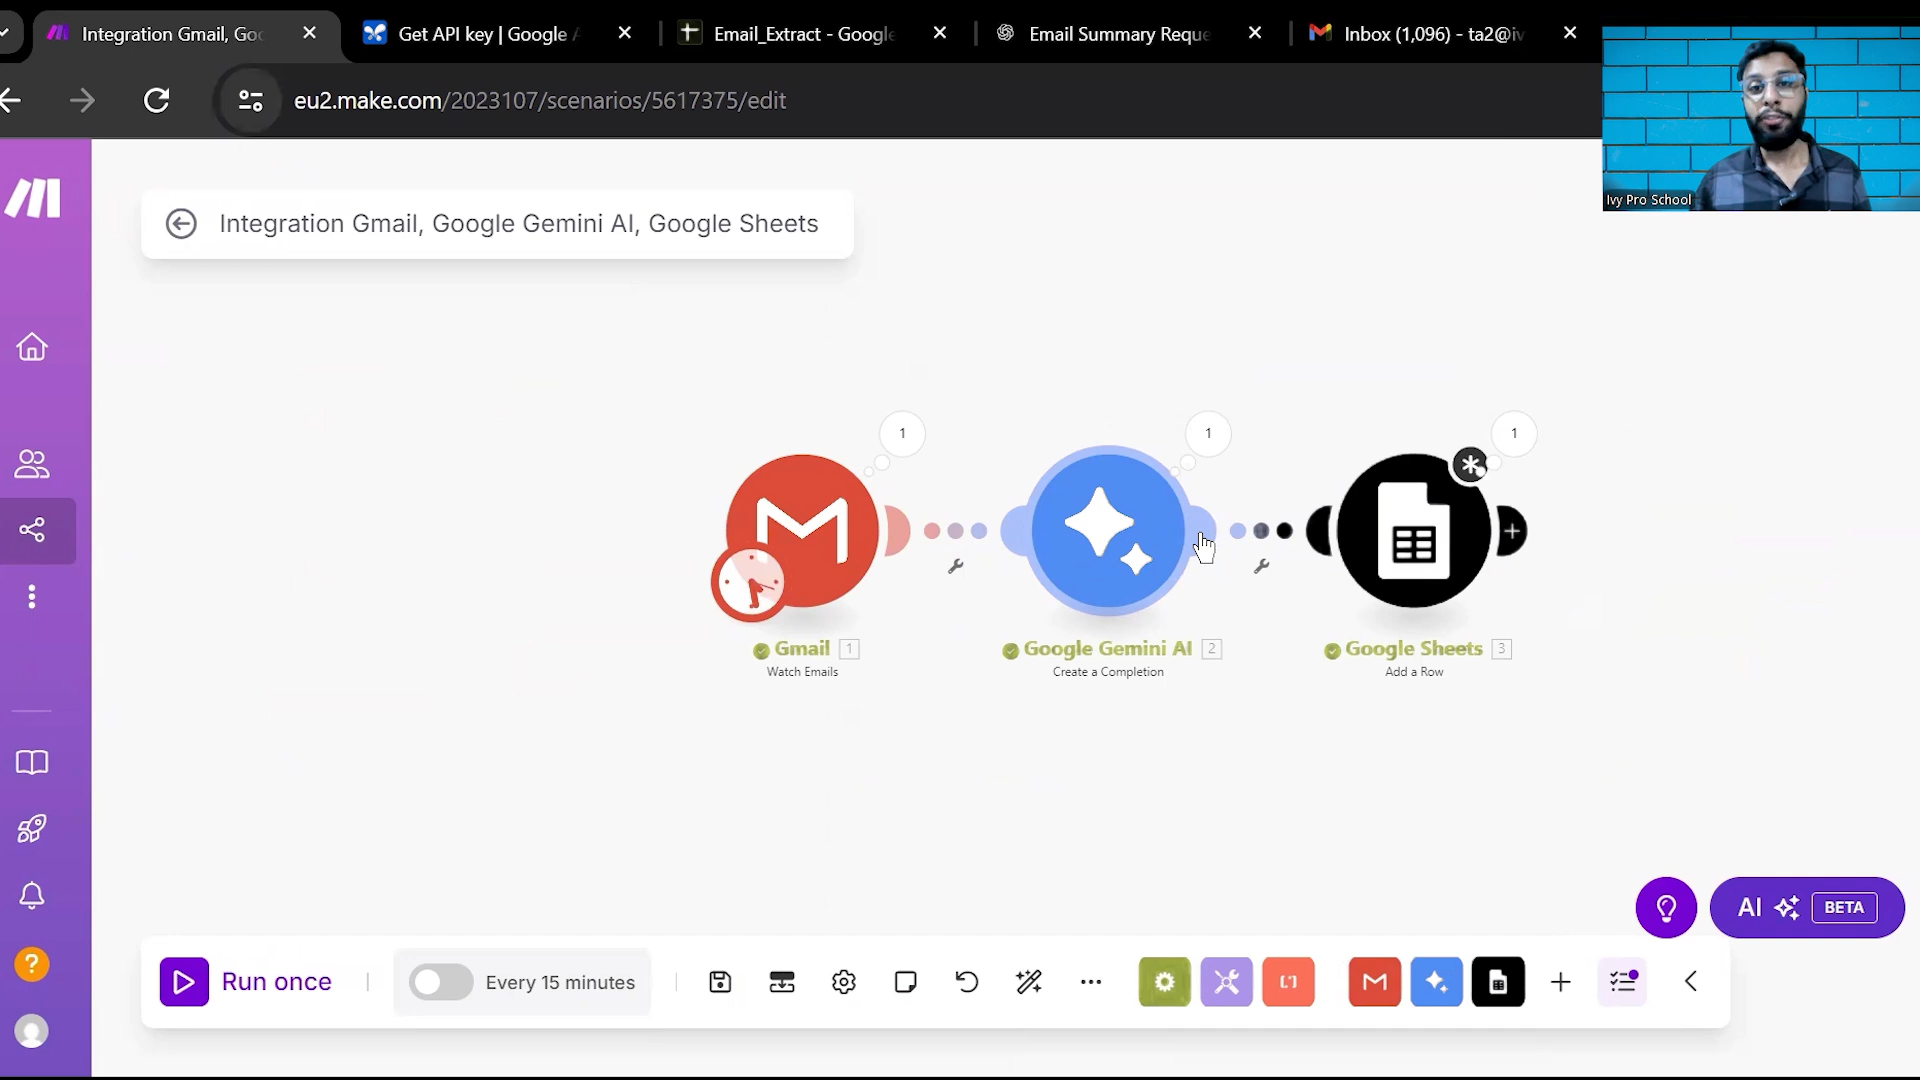 Integration Gmail, Goo
Get API key | Google A
Email_Extract - Google
Email Summary Reque
Inbox (1,096) - ta2@iv
eu2.make.com/2023107/scenarios/5617375/edit
Ivy Pro School
Integration Gmail, Google Gemini AI, Google Sheets
1
1
1
Gmail 1
Watch Emails
Google Gemini AI 2
Create a Completion
Google Sheets 3
Add a Row
AI BETA
?
Run once
Every 15 minutes